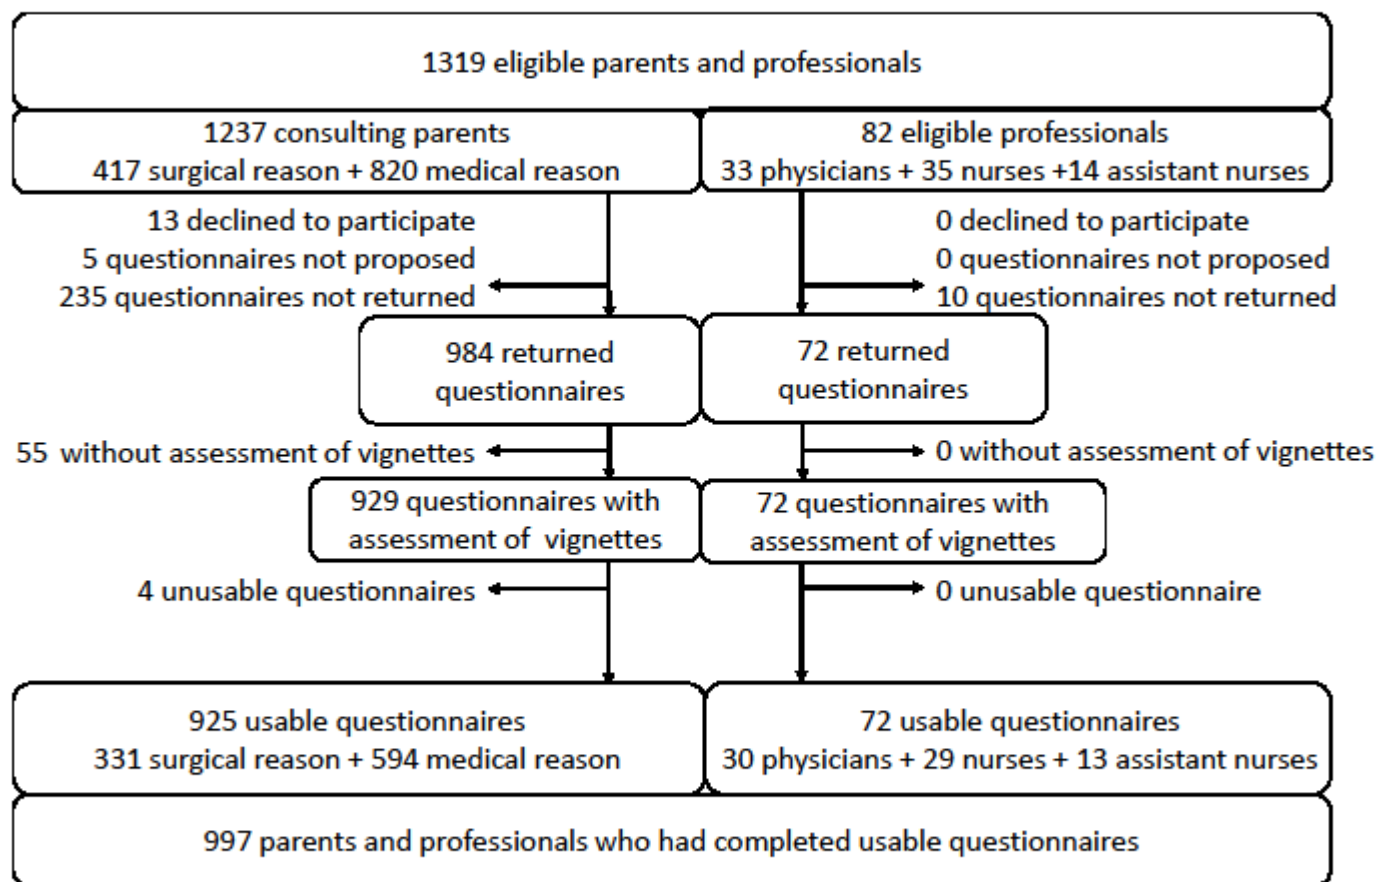 1319 eligible parents and professionals
1237 consulting parents
417 surgical reason + 820 medical reason
82 eligible professionals
33 physicians + 35 nurses +14 assistant nurses
13 declined to participate
5 questionnaires not proposed
235 questionnaires not returned
0 declined to participate
0 questionnaires not proposed
10 questionnaires not returned
984 returned
questionnaires
72 returned
questionnaires
55 without assessment of vignettes
0 without assessment of vignettes
929 questionnaires with
assessment of vignettes
72 questionnaires with
assessment of vignettes
4 unusable questionnaires
0 unusable questionnaire
925 usable questionnaires
331 surgical reason + 594 medical reason
72 usable questionnaires
30 physicians + 29 nurses + 13 assistant nurses
997 parents and professionals who had completed usable questionnaires